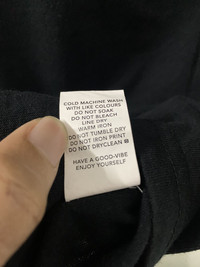 COLD MACHINE WASH
WITH LIKE COLOURS
DO NOT SOAK
DO NOT BLEACH
LINE DRY
WARM IRON
DO NOT TUMBLE DRY
DO NOT IRON PRINT
DO NOT DRYCLEAN
HAVE A GOOD-VIBE
ENJOY YOURSELF